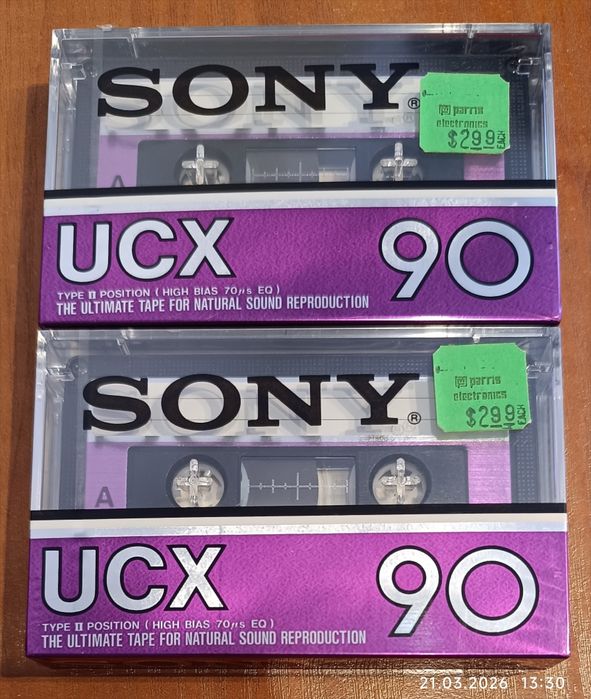 SONY®
parris
electronics
$2.99 EACH
A
UCX 90
TYPE II POSITION (HIGH BIAS 70µs EQ)
THE ULTIMATE TAPE FOR NATURAL SOUND REPRODUCTION
SONY®
parris
electronics
$2.99 EACH
A
UCX 90
TYPE II POSITION (HIGH BIAS 70µs EQ)
THE ULTIMATE TAPE FOR NATURAL SOUND REPRODUCTION
21.03.2026 13:30